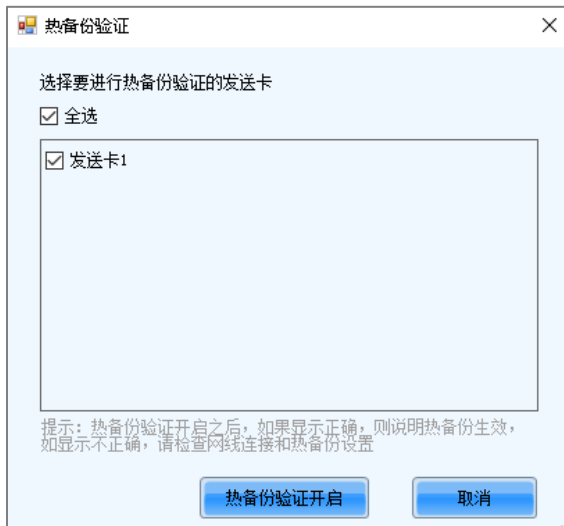 热备份验证
选择要进行热备份验证的发送卡
全选
发送卡1
提示：热备份验证开启之后，如果显示正确，则说明热备份生效，
如显示不正确，请检查网线连接和热备份设置
热备份验证开启
取消